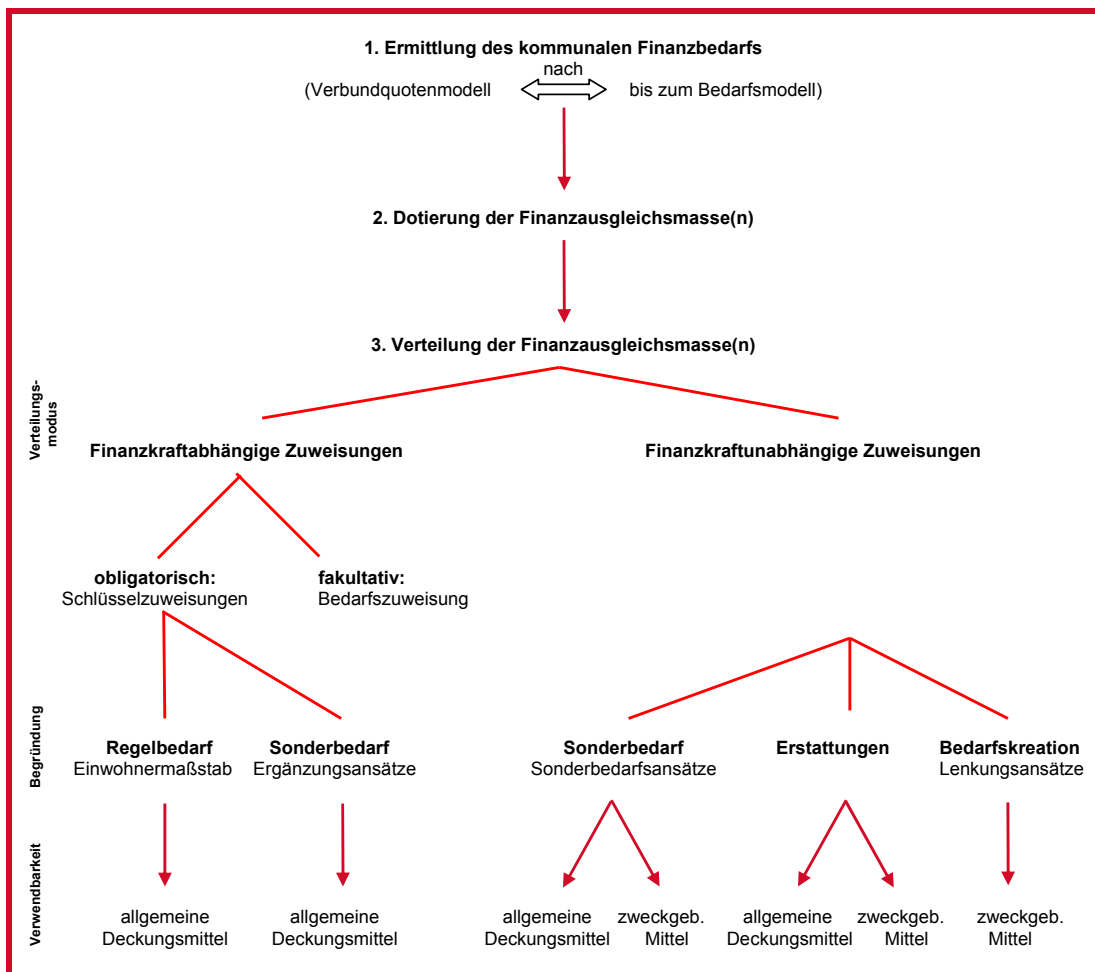 1. Ermittlung des kommunalen Finanzbedarfs
nach
(Verbundquotenmodell bis zum Bedarfsmodell)
2. Dotierung der Finanzausgleichsmasse(n)
3. Verteilung der Finanzausgleichsmasse(n)
Verteilungs-
modus
Finanzkraftabhängige Zuweisungen Finanzkraftunabhängige Zuweisungen
obligatorisch: fakultativ:
Schlüsselzuweisungen Bedarfszuweisung
Begründung
Regelbedarf Sonderbedarf Sonderbedarf Erstattungen Bedarfskreation
Einwohnermaßstab Ergänzungsansätze Sonderbedarfsansätze Lenkungsansätze
Verwendbarkeit
allgemeine allgemeine allgemeine zweckgeb. allgemeine zweckgeb. zweckgeb.
Deckungsmittel Deckungsmittel Deckungsmittel Mittel Deckungsmittel Mittel Mittel